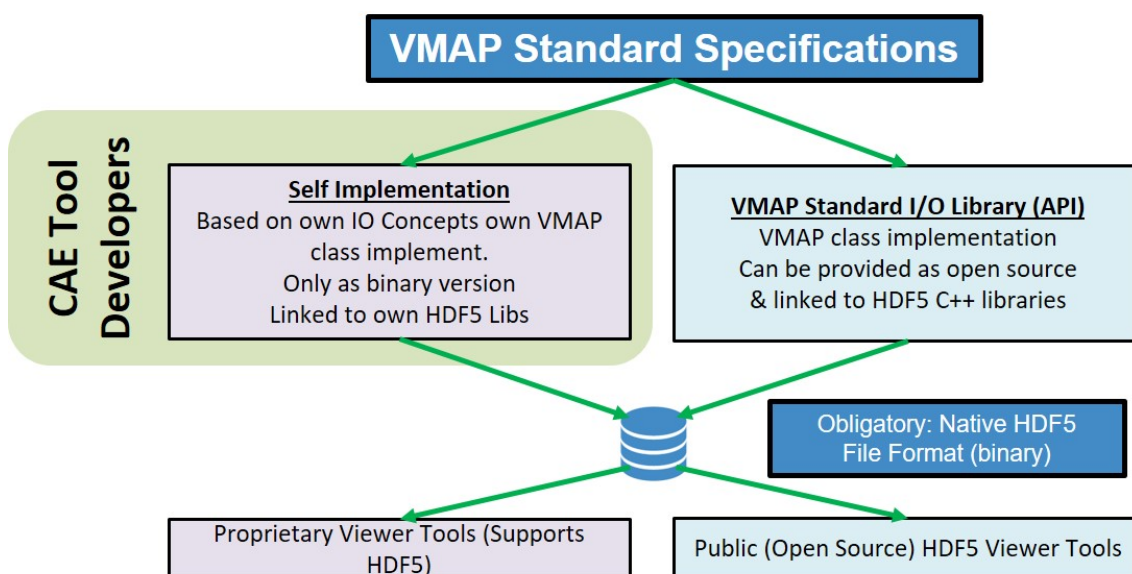 VMAP Standard Specifications
CAE Tool
Developers
Self Implementation
Based on own IO Concepts own VMAP
class implement.
Only as binary version
Linked to own HDF5 Libs
VMAP Standard I/O Library (API)
VMAP class implementation
Can be provided as open source
& linked to HDF5 C++ libraries
Obligatory: Native HDF5
File Format (binary)
Proprietary Viewer Tools (Supports
HDF5)
Public (Open Source) HDF5 Viewer Tools